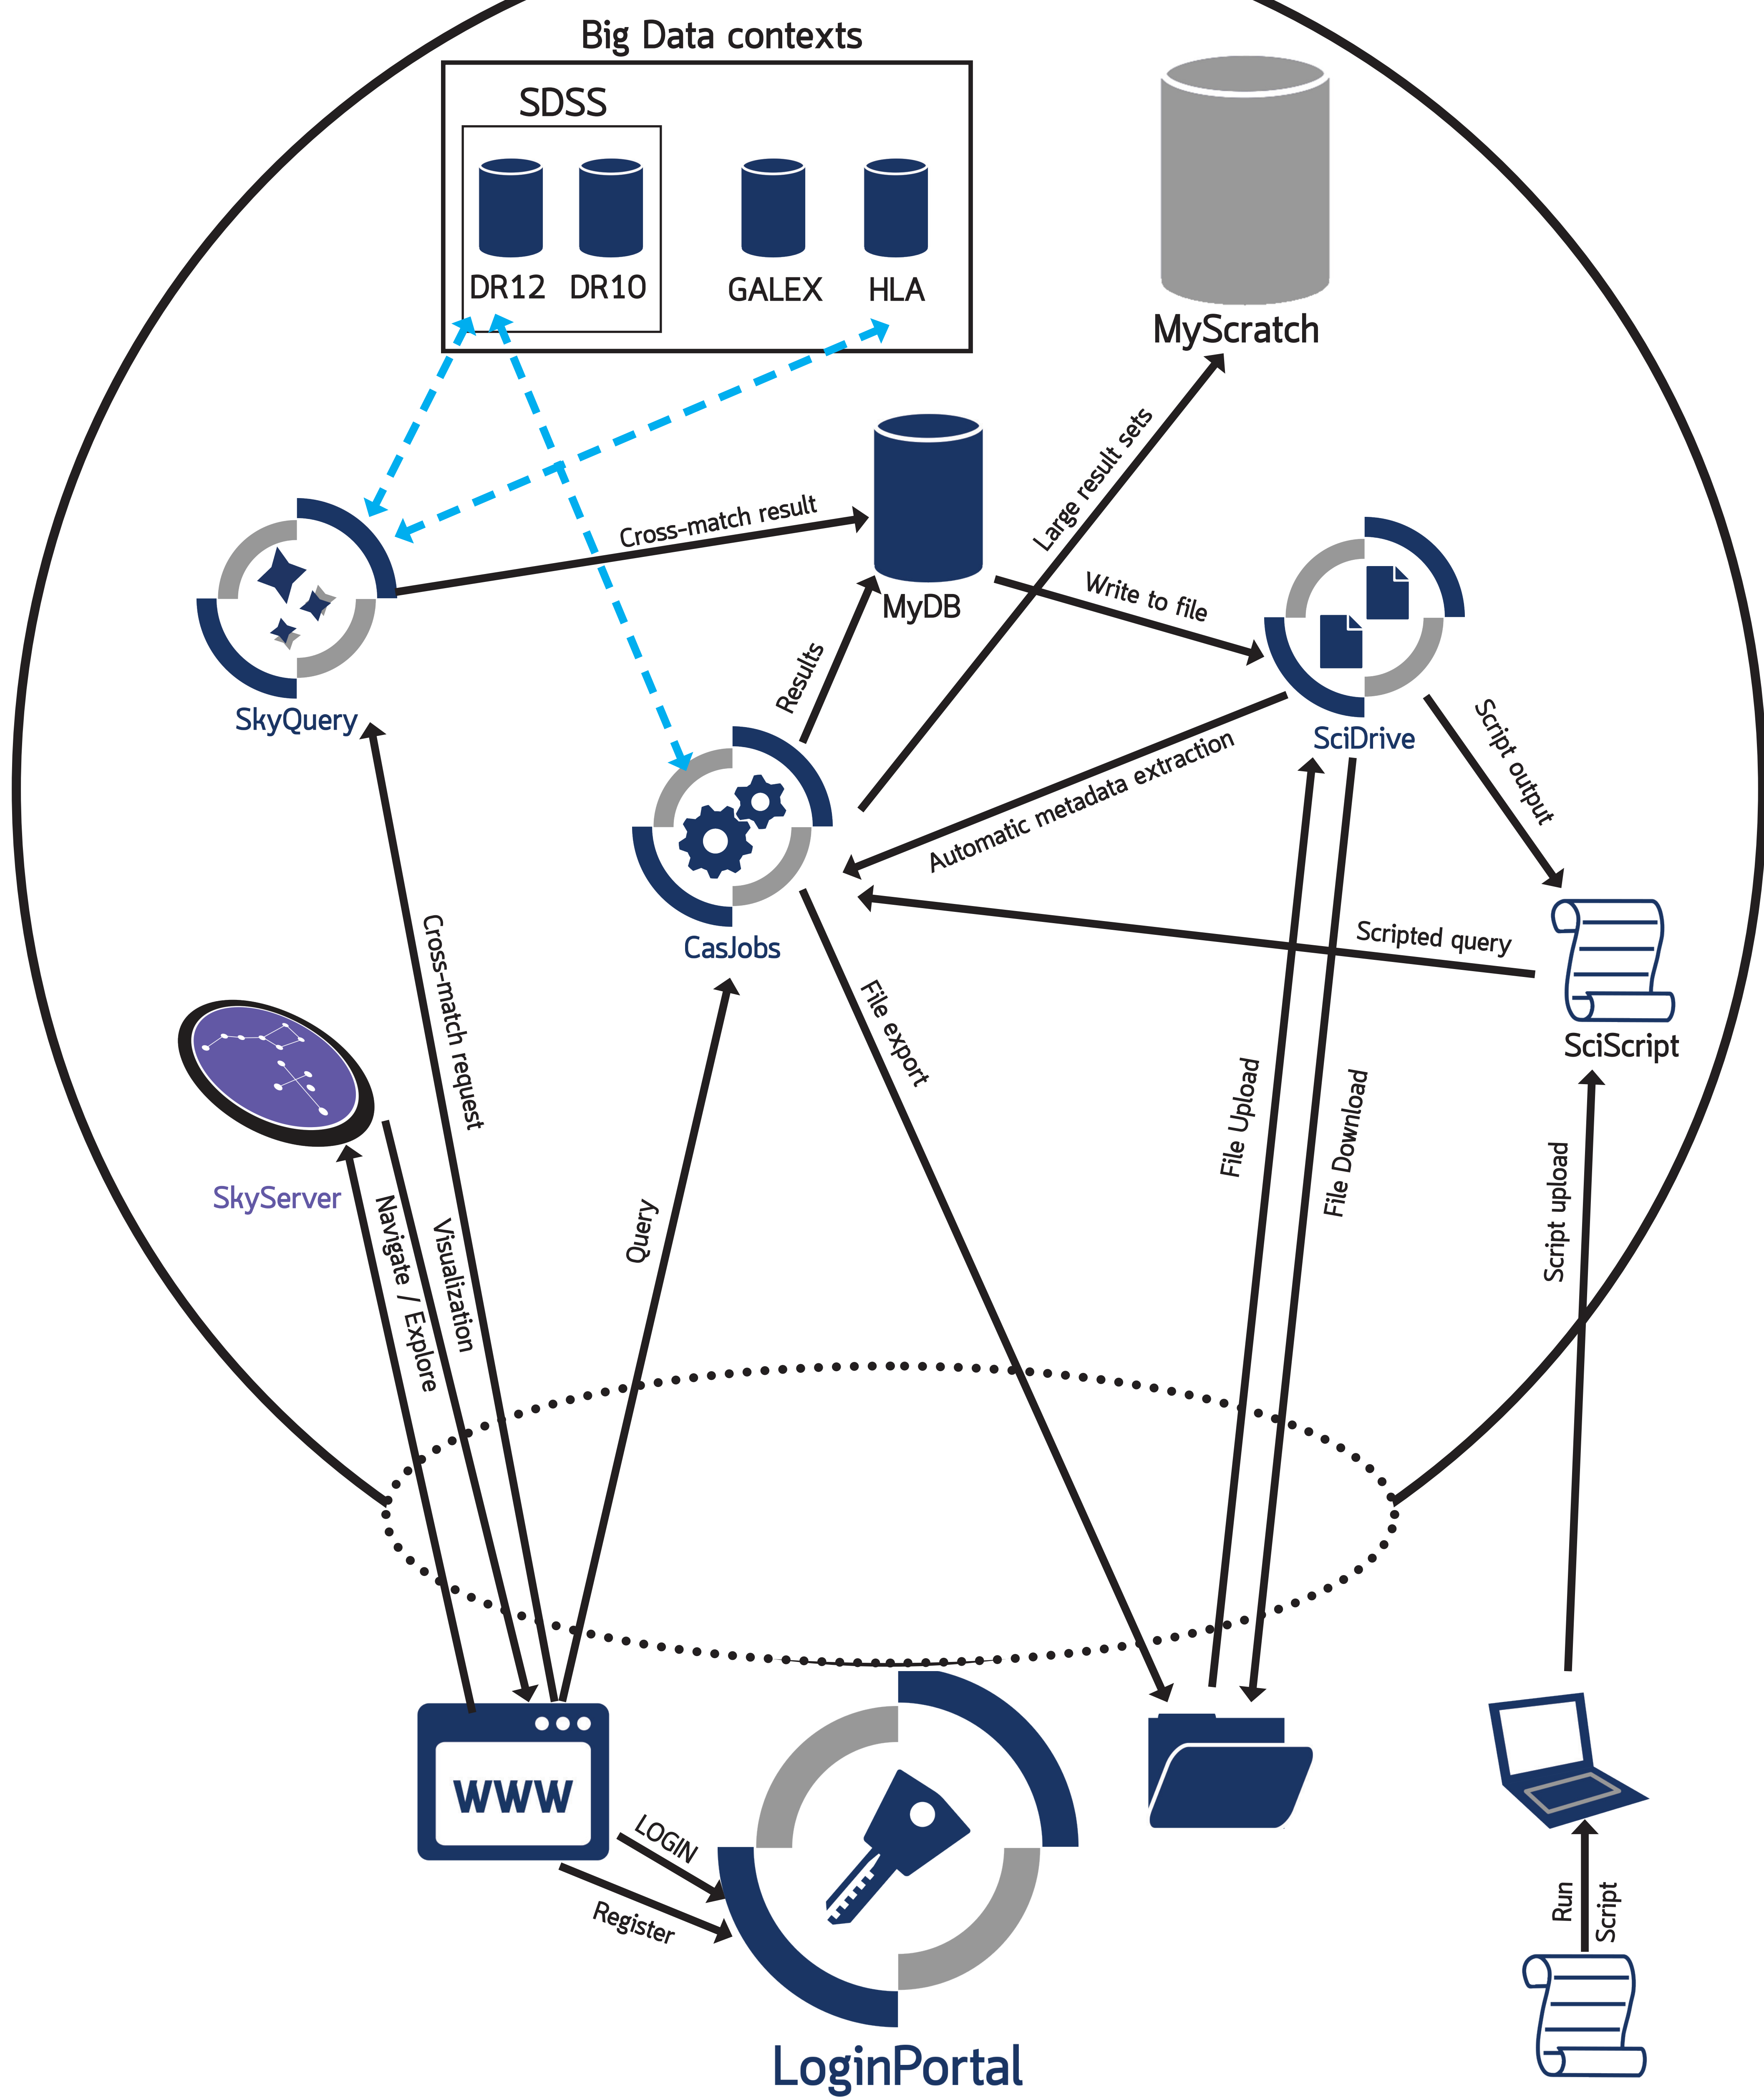 Big Data contexts
SDSS
DR12 DR10 GALEX HLA
MyScratch
Large result sets
Cross-match result
MyDB
Write to file
Results
SkyQuery
SciDrive
Script output
Automatic metadata extraction
CasJobs
Scripted query
SciScript
Cross-match request
File export
File Upload
File Download
SkyServer
Navigate / Explore
Visualization
Query
Script upload
WWW
LOGIN
Register
Run
Script
LoginPortal